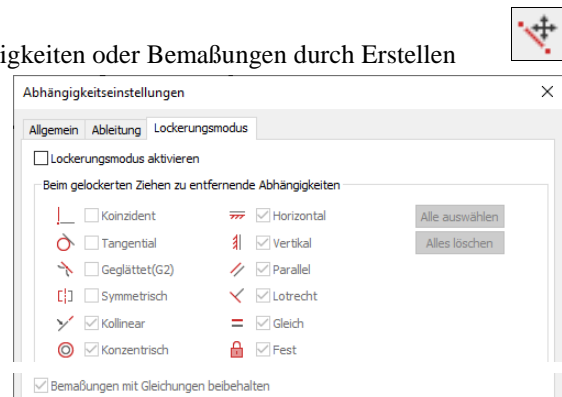 igkeiten oder Bemaßungen durch Erstellen
Abhängigkeitseinstellungen
Allgemein Ableitung Lockerungsmodus
Lockerungsmodus aktivieren
Beim gelockerten Ziehen zu entfernende Abhängigkeiten
Koinzident Horizontal Alle auswählen
Tangential Vertikal Alles löschen
Geglättet(G2) Parallel
Symmetrisch Lotrecht
Kollinear Gleich
Konzentrisch Fest
Bemaßungen mit Gleichungen beibehalten